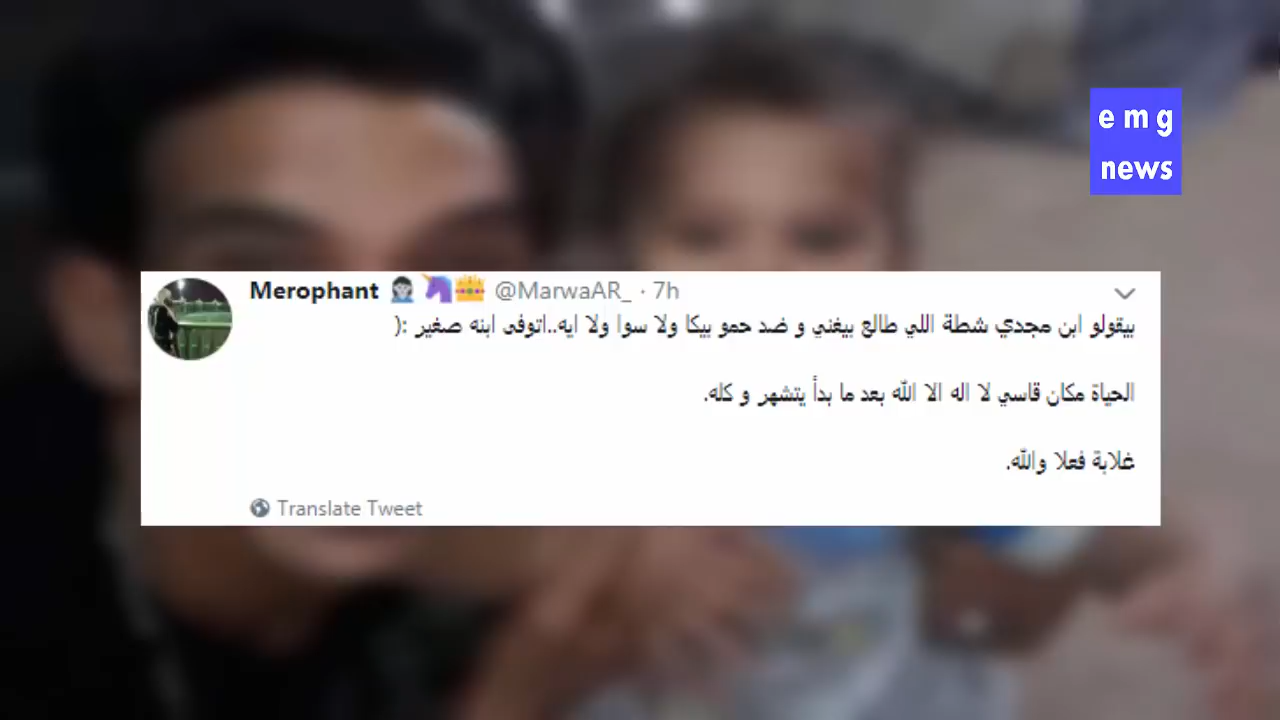 e m g
news
Merophant 🙍🏻‍♀️🦄👑 @MarwaAR_ · 7h
بيقولو ابن مجدي شطة اللي طالع بيغني و ضد حمو بيكا ولا سوا ولا ايه..اتوفى ابنه صغير :(
الحياة مكان قاسي لا اله الا الله بعد ما بدأ يتشهر و كله.
غلابة فعلا والله.
Translate Tweet